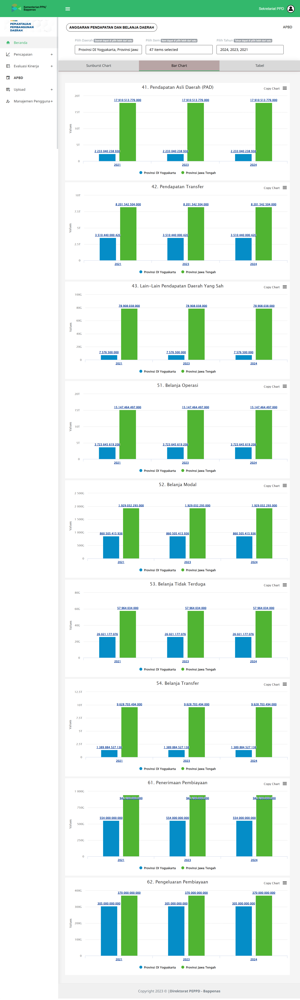 Kementerian PPN/
Bappenas
Sekretariat PPD
PEMANTAUAN
PEMBANGUNAN
DAERAH
Beranda
Pencapaian +
Evaluasi Kinerja +
APBD
Upload +
Manajemen Pengguna +
ANGGARAN PENDAPATAN DAN BELANJA DAERAH
APBD
Pilih Daerah Daerah dapat di pilih lebih dari satu
Pilih Item Item dapat di pilih lebih dari satu
Pilih Tahun Tahun dapat di pilih lebih dari satu
Provinsi DI Yogyakarta, Provinsi Jawa
47 items selected
2024, 2023, 2021
Sunburst Chart
Bar Chart
Tabel
41. Pendapatan Asli Daerah (PAD)
Copy Chart
Values
20T
15T
10T
5T
0
2 233 040 238 938
17 910 513 776 000
2 233 040 238 938
17 910 513 776 000
2 233 040 238 938
17 910 513 776 000
2021
2023
2024
Provinsi DI Yogyakarta
Provinsi Jawa Tengah
42. Pendapatan Transfer
Copy Chart
Values
10T
7.5T
5T
2.5T
0
3 510 440 000 420
8 201 542 504 000
3 510 440 000 420
8 201 542 504 000
3 510 440 000 420
8 201 542 504 000
2021
2023
2024
Provinsi DI Yogyakarta
Provinsi Jawa Tengah
43. Lain-Lain Pendapatan Daerah Yang Sah
Copy Chart
Values
100G
80G
60G
40G
20G
0
7 576 500 000
78 908 038 000
7 576 500 000
78 908 038 000
7 576 500 000
78 908 038 000
2021
2023
2024
Provinsi DI Yogyakarta
Provinsi Jawa Tengah
51. Belanja Operasi
Copy Chart
Values
20T
15T
10T
5T
0
3 723 645 619 208
15 147 464 497 000
3 723 645 619 208
15 147 464 497 000
3 723 645 619 208
15 147 464 497 000
2021
2023
2024
Provinsi DI Yogyakarta
Provinsi Jawa Tengah
52. Belanja Modal
Copy Chart
Values
2 500G
2 000G
1 500G
1 000G
500G
0
860 505 415 936
1 929 032 293 000
860 505 415 936
1 929 032 293 000
860 505 415 936
1 929 032 293 000
2021
2023
2024
Provinsi DI Yogyakarta
Provinsi Jawa Tengah
53. Belanja Tidak Terduga
Copy Chart
Values
80G
60G
40G
20G
0
26 021 177 076
57 964 034 000
26 021 177 076
57 964 034 000
26 021 177 076
57 964 034 000
2021
2023
2024
Provinsi DI Yogyakarta
Provinsi Jawa Tengah
54. Belanja Transfer
Copy Chart
Values
12.5T
10T
7.5T
5T
2.5T
0
1 389 884 527 138
9 628 703 494 000
1 389 884 527 138
9 628 703 494 000
1 389 884 527 138
9 628 703 494 000
2021
2023
2024
Provinsi DI Yogyakarta
Provinsi Jawa Tengah
61. Penerimaan Pembiayaan
Copy Chart
Values
1 000G
750G
500G
250G
0
554 000 000 000
942 200 000 000
554 000 000 000
942 200 000 000
554 000 000 000
942 200 000 000
2021
2023
2024
Provinsi DI Yogyakarta
Provinsi Jawa Tengah
62. Pengeluaran Pembiayaan
Copy Chart
Values
400G
300G
200G
100G
0
305 000 000 000
370 000 000 000
305 000 000 000
370 000 000 000
305 000 000 000
370 000 000 000
2021
2023
2024
Provinsi DI Yogyakarta
Provinsi Jawa Tengah
Copyright 2023 © |Direktorat PEPPD - Bappenas